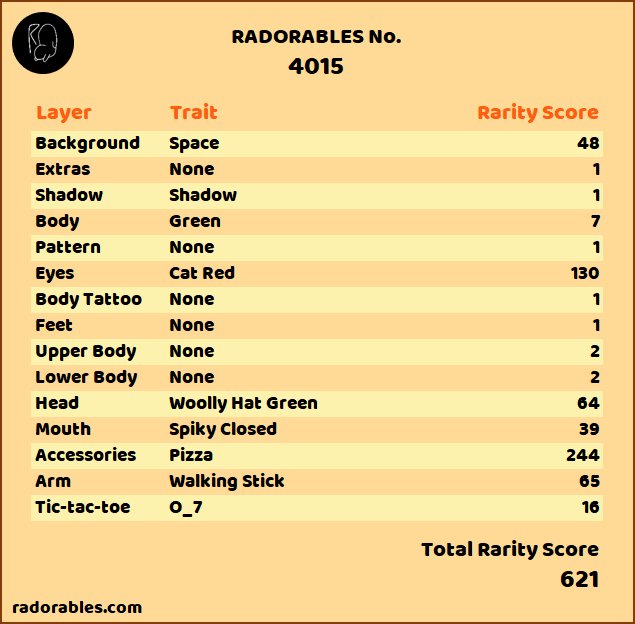 RADORABLES No.
4015
Layer Trait Rarity Score
Background Space 48
Extras None 1
Shadow Shadow 1
Body Green 7
Pattern None 1
Eyes Cat Red 130
Body Tattoo None 1
Feet None 1
Upper Body None 2
Lower Body None 2
Head Woolly Hat Green 64
Mouth Spiky Closed 39
Accessories Pizza 244
Arm Walking Stick 65
Tic-tac-toe O_7 16
Total Rarity Score
621
radorables.com